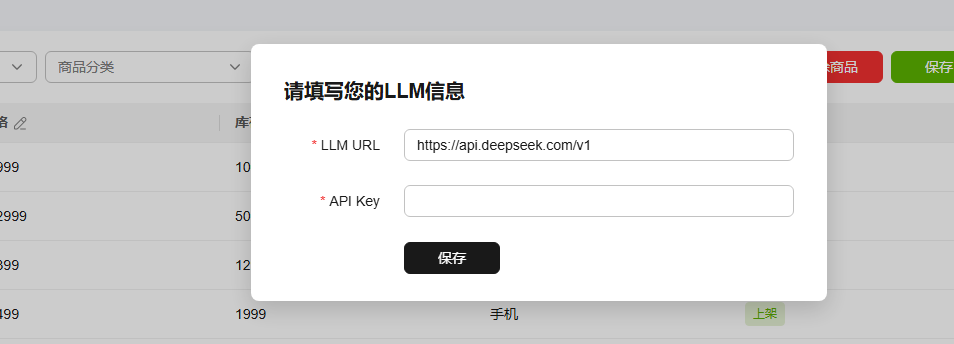 商品分类
商品
保存
请填写您的LLM信息
格
库
* LLM URL
https://api.deepseek.com/v1
999
10
* API Key
2999
50
保存
399
12
499
1999
手机
上架